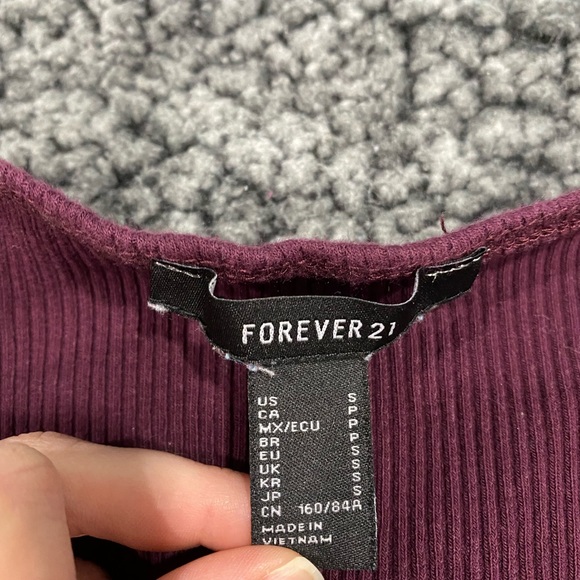 FOREVER 21
US S
CA P
MX/ECU P
BR P
EU S
UK S
KR S
JP S
CN 160/84A
MADE IN
VIETNAM